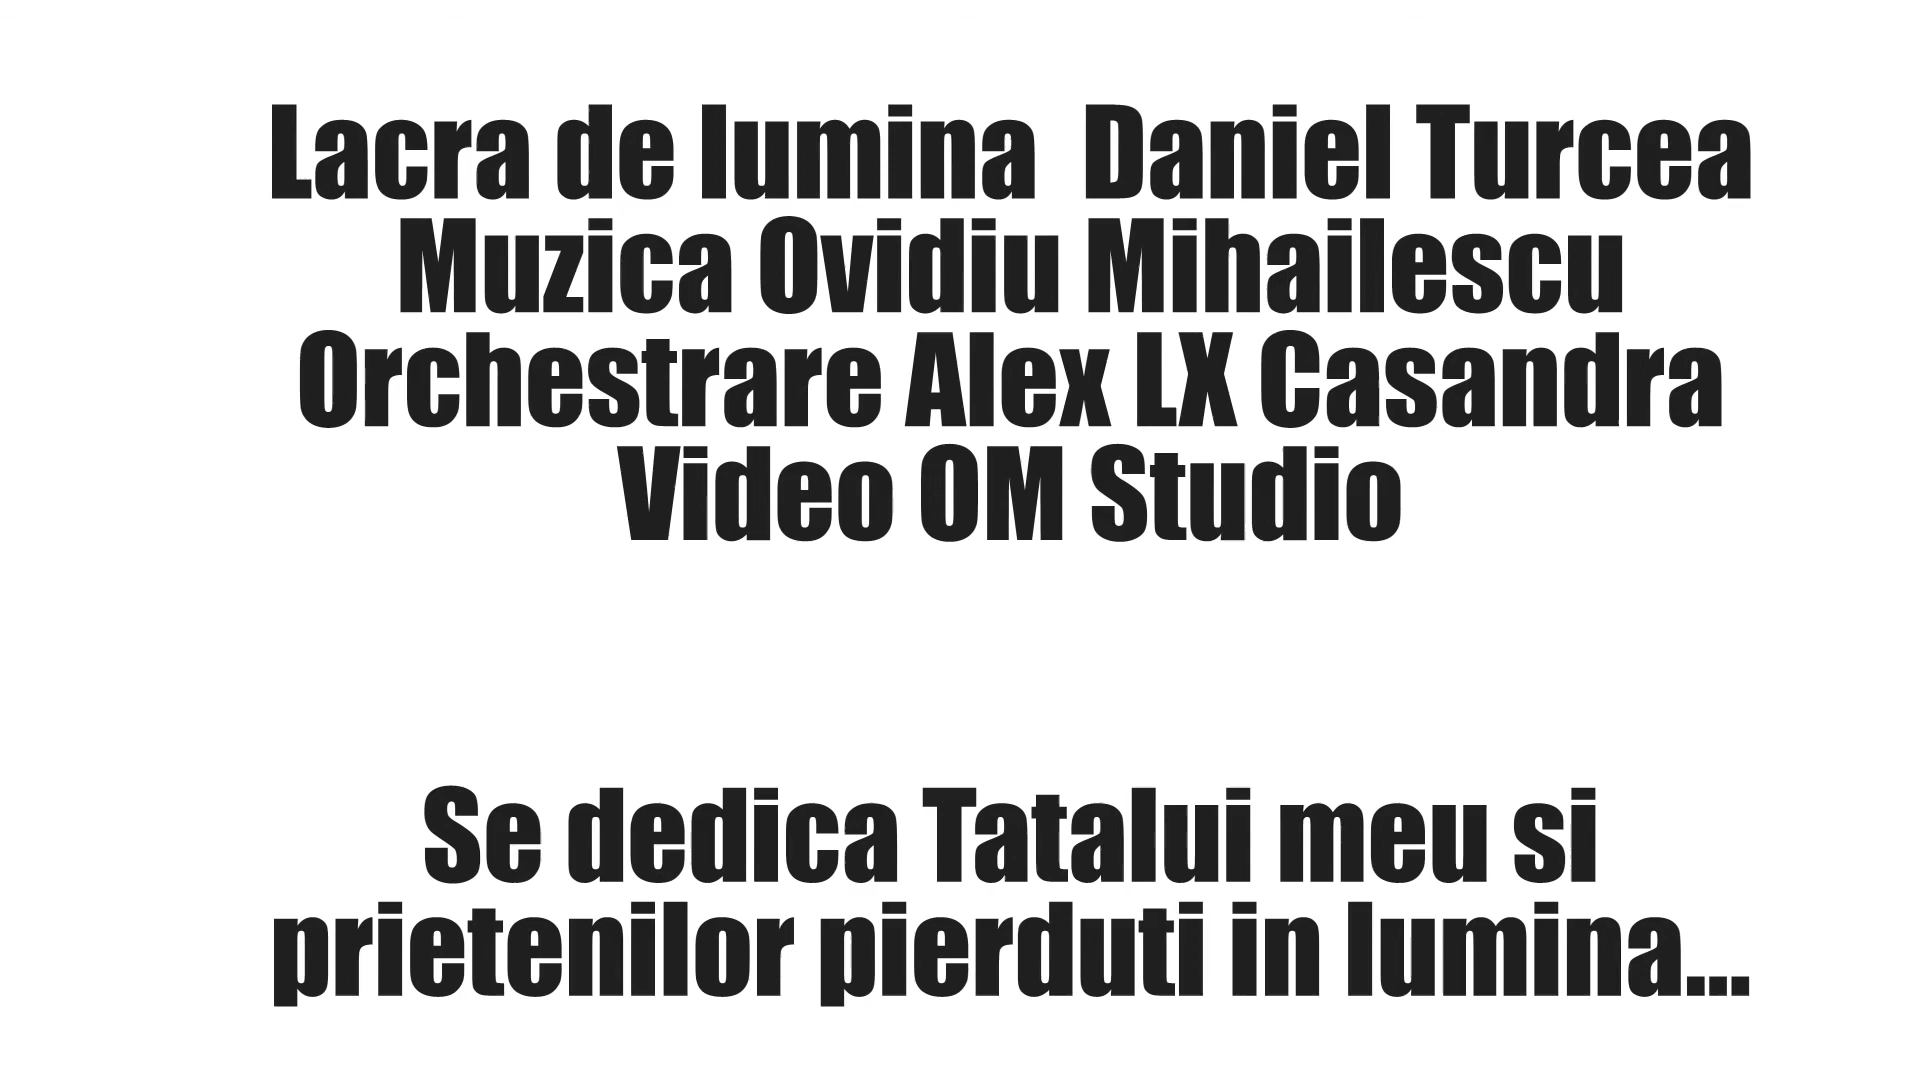 Lacra de lumina  Daniel Turcea
Muzica Ovidiu Mihailescu
Orchestrare Alex LX Casandra
Video OM Studio
Se dedica Tatalui meu si
prietenilor pierduti in lumina...